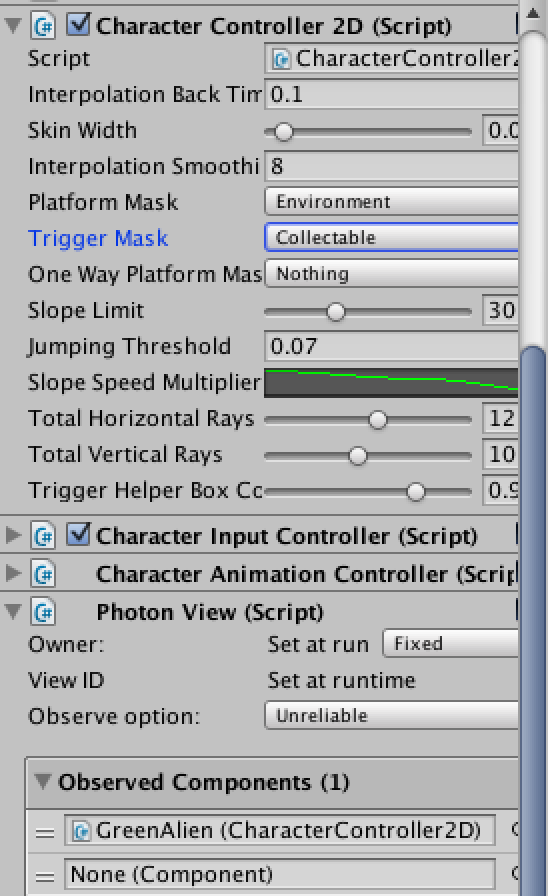 Character Controller 2D (Script)
Script CharacterController2
Interpolation Back Tim 0.1
Skin Width 0.0
Interpolation Smoothi 8
Platform Mask Environment
Trigger Mask Collectable
One Way Platform Mas Nothing
Slope Limit 30
Jumping Threshold 0.07
Slope Speed Multiplier
Total Horizontal Rays 12
Total Vertical Rays 10
Trigger Helper Box Co 0.9
Character Input Controller (Script)
Character Animation Controller (Scrip
Photon View (Script)
Owner: Set at run Fixed
View ID Set at runtime
Observe option: Unreliable
Observed Components (1)
GreenAlien (CharacterController2D)
None (Component)